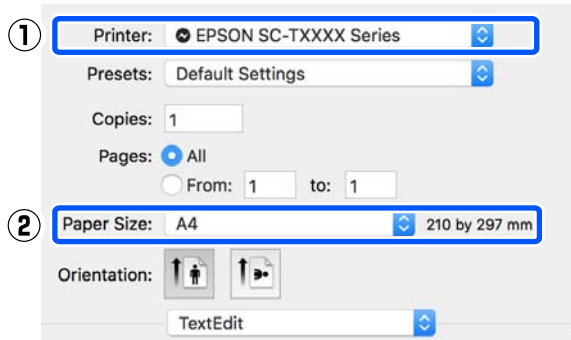 ① Printer: EPSON SC-TXXXX Series
Presets: Default Settings
Copies: 1
Pages: All
From: 1 to: 1
② Paper Size: A4 210 by 297 mm
Orientation:
TextEdit